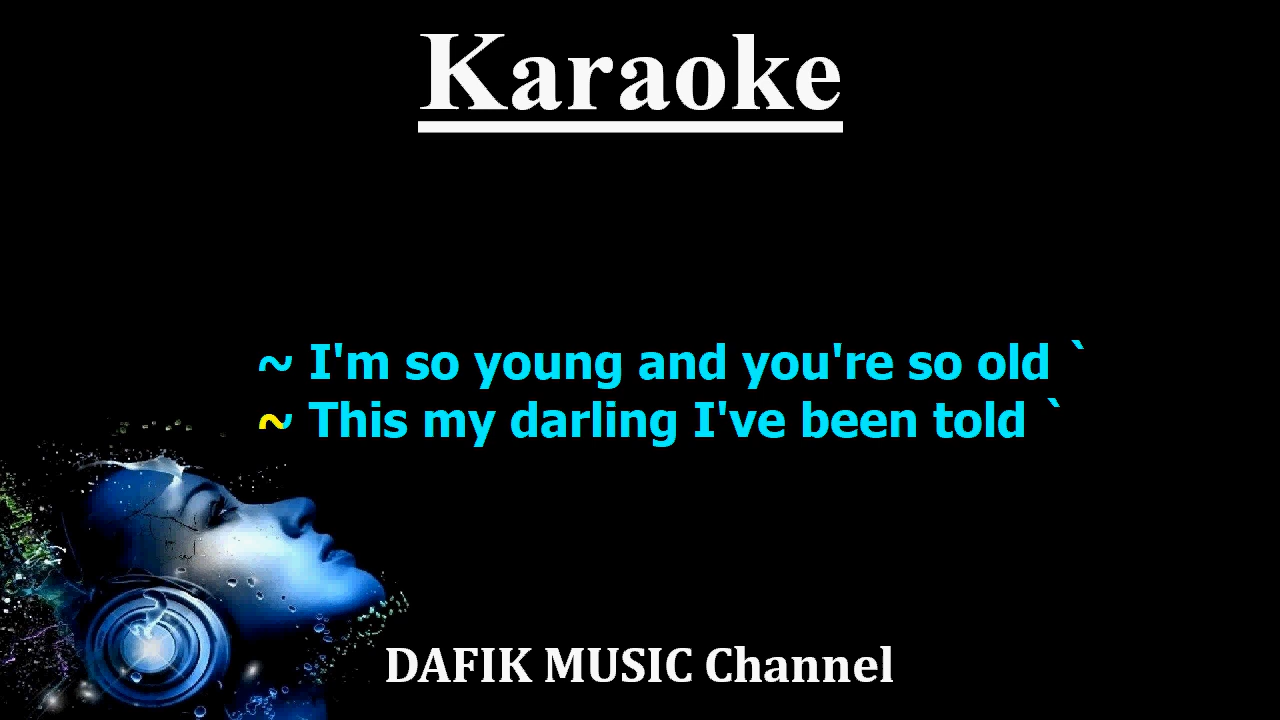 Karaoke
~ I'm so young and you're so old `
~ This my darling I've been told `
DAFIK MUSIC Channel